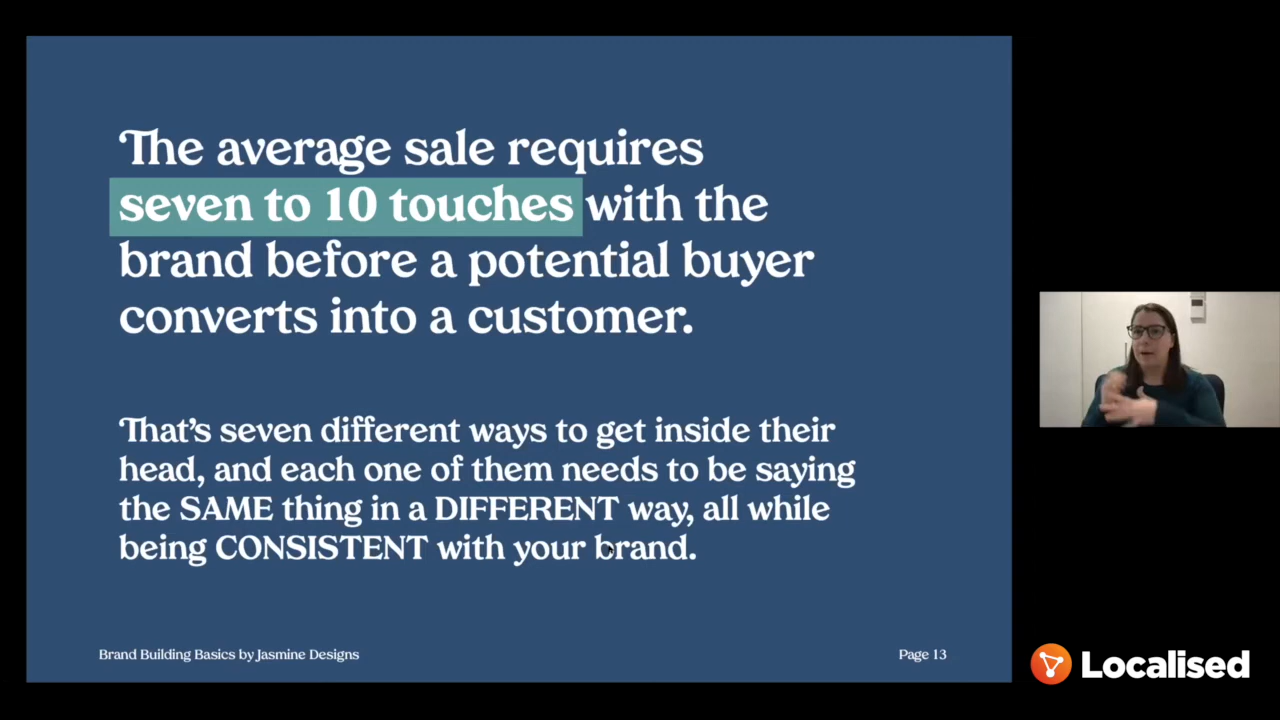 The average sale requires
seven to 10 touches with the
brand before a potential buyer
converts into a customer.
That's seven different ways to get inside their
head, and each one of them needs to be saying
the SAME thing in a DIFFERENT way, all while
being CONSISTENT with your brand.
Brand Building Basics by Jasmine Designs
Page 13
Localised